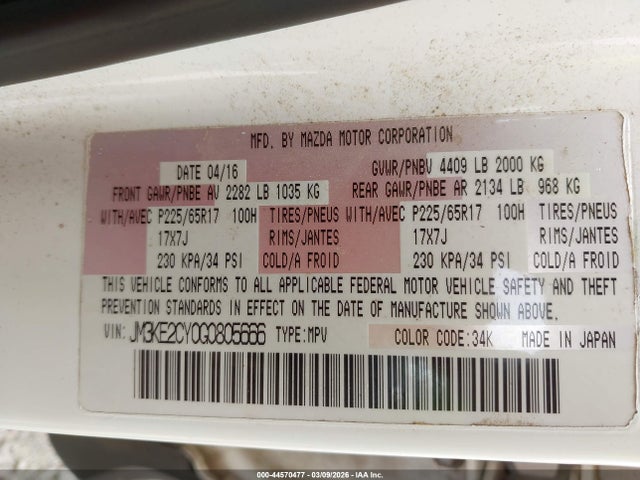 MFD. BY MAZDA MOTOR CORPORATION
DATE 04/16 GVWR/PNBV 4409 LB 2000 KG
FRONT GAWR/PNBE AV 2282 LB 1035 KG REAR GAWR/PNBE AR 2134 LB 968 KG
WITH/AVEC P225/65R17 100H TIRES/PNEUS WITH/AVEC P225/65R17 100H TIRES/PNEUS
17X7J RIMS/JANTES 17X7J RIMS/JANTES
230 KPA/34 PSI COLD/A FROID 230 KPA/34 PSI COLD/A FROID
THIS VEHICLE CONFORMS TO ALL APPLICABLE FEDERAL MOTOR VEHICLE SAFETY AND THEFT
PREVENTION STANDARDS IN EFFECT ON THE DATE OF MANUFACTURE SHOWN ABOVE.
VIN: JM3KE2CY0G0805666 TYPE:MPV COLOR CODE:34K MADE IN JAPAN
000-44570477 - 03/09/2026 - IAA Inc.